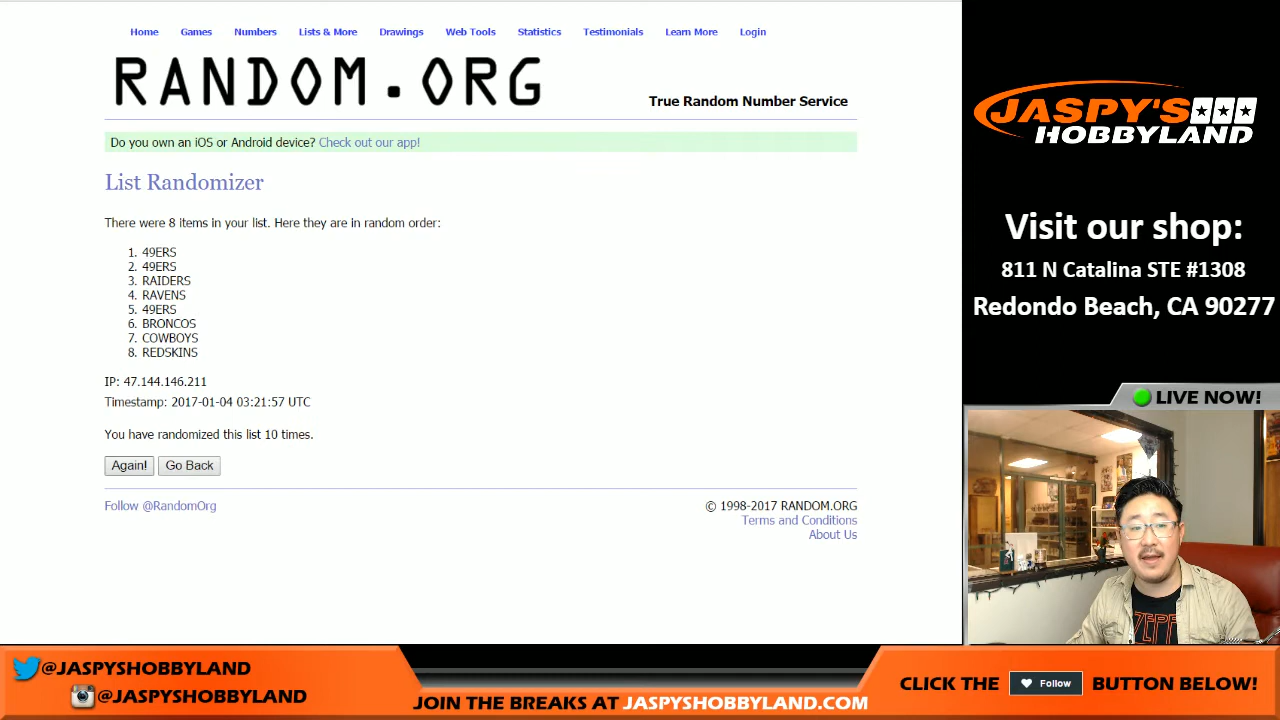 Home Games Numbers Lists & More Drawings Web Tools Statistics Testimonials Learn More Login
RANDOM.ORG
True Random Number Service
Do you own an iOS or Android device? Check out our app!
List Randomizer
There were 8 items in your list. Here they are in random order:
1. 49ERS
2. 49ERS
3. RAIDERS
4. RAVENS
5. 49ERS
6. BRONCOS
7. COWBOYS
8. REDSKINS
IP: 47.144.146.211
Timestamp: 2017-01-04 03:21:57 UTC
You have randomized this list 10 times.
Again! Go Back
Follow @RandomOrg
© 1998-2017 RANDOM.ORG
Terms and Conditions
About Us
JASPY'S
HOBBYLAND
Visit our shop:
811 N Catalina STE #1308
Redondo Beach, CA 90277
LIVE NOW!
ZEPP
@JASPYSHOBBYLAND
@JASPYSHOBBYLAND
JOIN THE BREAKS AT JASPYSHOBBYLAND.COM
CLICK THE Follow BUTTON BELOW!